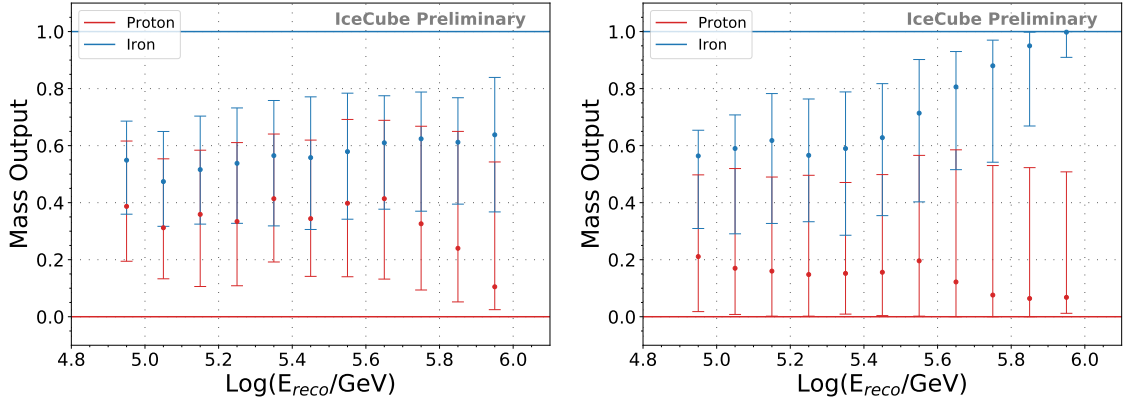 IceCube Preliminary
Proton
Iron
Mass Output
1.0
0.8
0.6
0.4
0.2
0.0
4.8 5.0 5.2 5.4 5.6 5.8 6.0
Log(E_reco/GeV)
IceCube Preliminary
Proton
Iron
Mass Output
1.0
0.8
0.6
0.4
0.2
0.0
4.8 5.0 5.2 5.4 5.6 5.8 6.0
Log(E_reco/GeV)